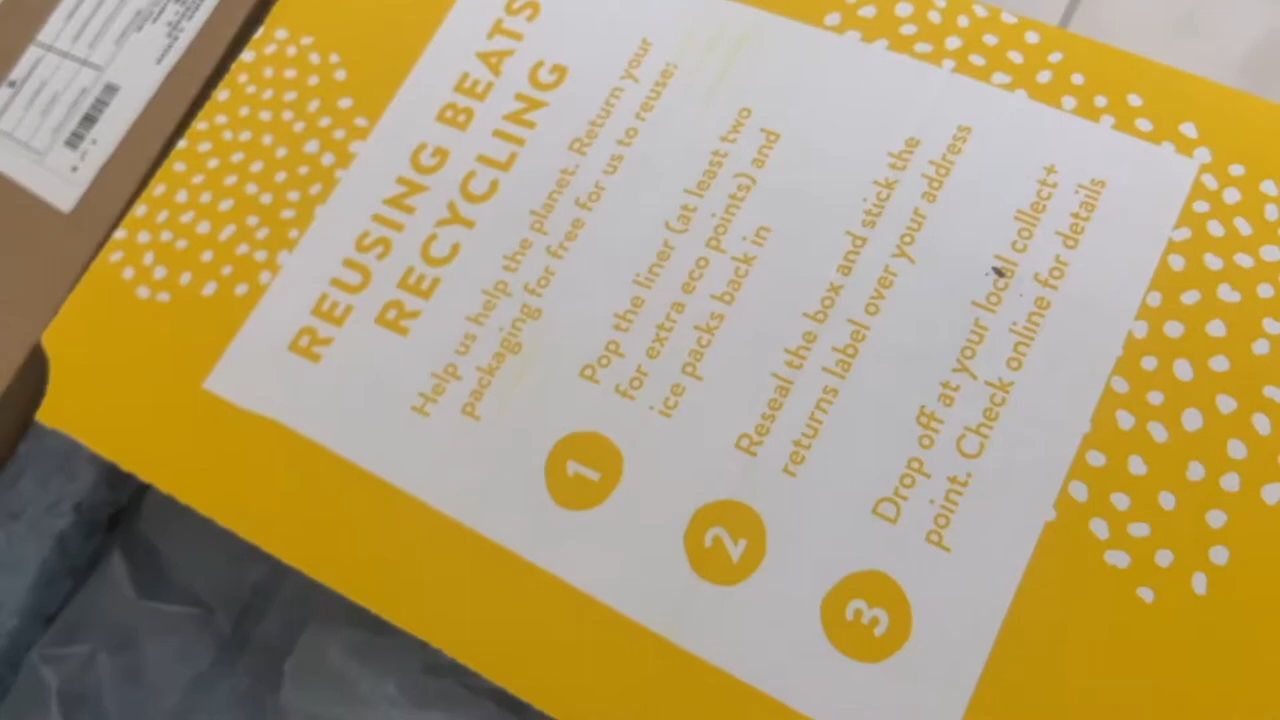 REUSING BEATS
RECYCLING
Help us help the planet. Return your
packaging for free for us to reuse:
1
Pop the liner (at least two
for extra eco points) and
ice packs back in
2
Reseal the box and stick the
returns label over your address
3
Drop off at your local collect+
point. Check online for details